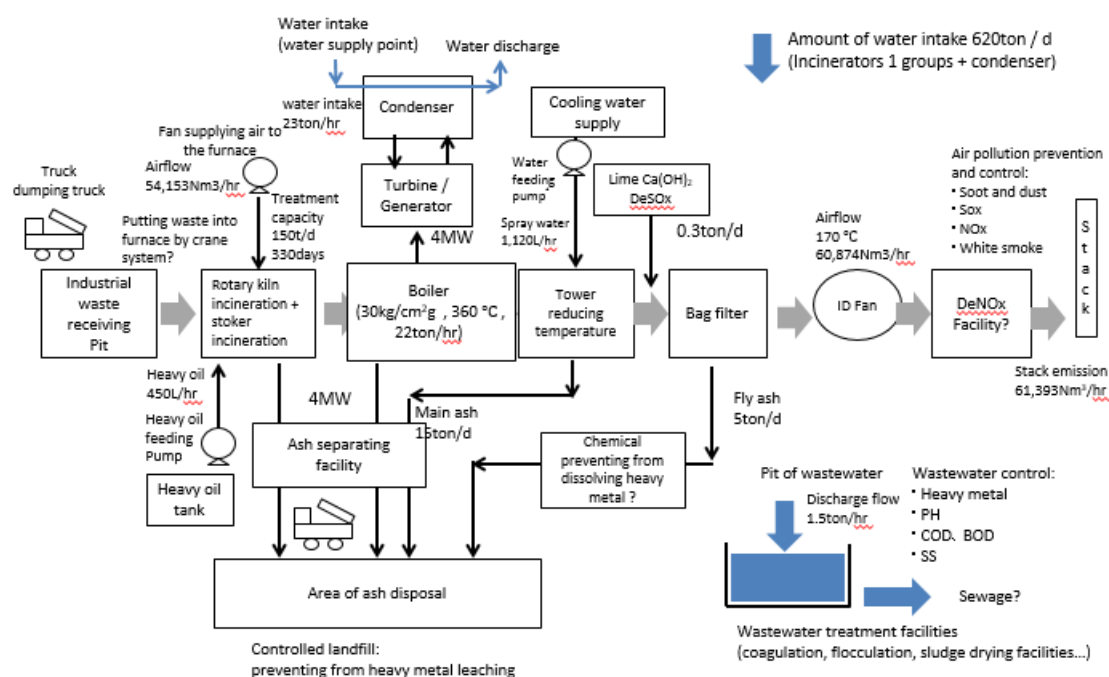 Water intake
(water supply point)
Water discharge
Amount of water intake 620ton / d
(Incinerators 1 groups + condenser)
water intake
23ton/hr
Condenser
Cooling water
supply
Fan supplying air to
the furnace
Airflow
54,153Nm3/hr
Truck
dumping truck
Turbine /
Generator
Water
feeding
pump
Lime Ca(OH)₂
DeSOx
Air pollution prevention
and control:
• Soot and dust
• Sox
• NOx
• White smoke
Treatment
capacity
150t/d
330days
Putting waste into
furnace by crane
system?
4MW
Spray water
1,120L/hr
0.3ton/d
Airflow
170 °C
60,874Nm3/hr
Stack
Industrial
waste
receiving
Pit
Rotary kiln
incineration +
stoker
incineration
Boiler
(30kg/cm²g , 360 °C ,
22ton/hr)
Tower
reducing
temperature
Bag filter
ID Fan
DeNOx
Facility?
Stack emission
61,393Nm³/hr
Heavy oil
450L/hr
4MW
Main ash
15ton/d
Fly ash
5ton/d
Heavy oil
feeding
Pump
Ash separating
facility
Chemical
preventing from
dissolving heavy
metal ?
Heavy oil
tank
Pit of wastewater
Discharge flow
1.5ton/hr
Wastewater control:
• Heavy metal
• PH
• COD、BOD
• SS
Area of ash disposal
Sewage?
Controlled landfill:
preventing from heavy metal leaching
Wastewater treatment facilities
(coagulation, flocculation, sludge drying facilities...)